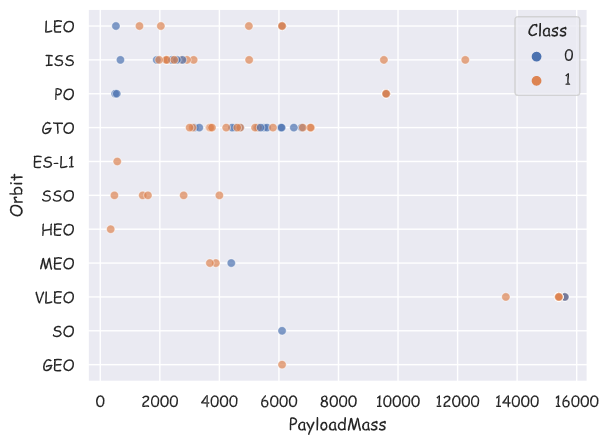 LEO
ISS
PO
GTO
ES-L1
SSO
HEO
MEO
VLEO
SO
GEO
Orbit
0 2000 4000 6000 8000 10000 12000 14000 16000
PayloadMass
Class
0
1